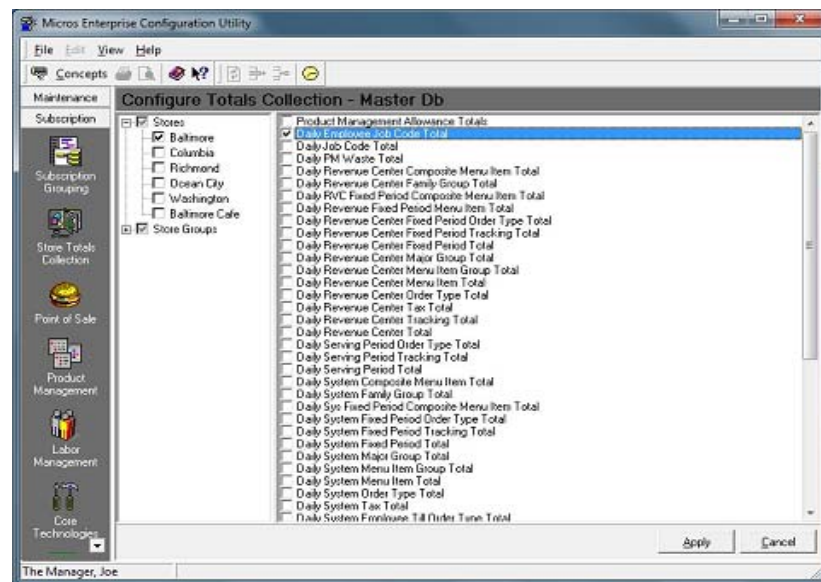 Micros Enterprise Configuration Utility
File Edit View Help
Concepts
Maintenance
Subscription
Subscription
Grouping
Store Totals
Collection
Point of Sale
Product
Management
Labor
Management
Core
Technologies
Configure Totals Collection - Master Db
Stores
Baltimore
Columbia
Richmond
Ocean City
Washington
Baltimore Cafe
Store Groups
Product Management Allowance Totals
Daily Employee Job Code Total
Daily Job Code Total
Daily PM Waste Total
Daily Revenue Center Composite Menu Item Total
Daily Revenue Center Family Group Total
Daily RVC Fixed Period Composite Menu Item Total
Daily Revenue Fixed Period Menu Item Total
Daily Revenue Center Fixed Period Order Type Total
Daily Revenue Center Fixed Period Tracking Total
Daily Revenue Center Fixed Period Total
Daily Revenue Center Major Group Total
Daily Revenue Center Menu Item Group Total
Daily Revenue Center Menu Item Total
Daily Revenue Center Order Type Total
Daily Revenue Center Tax Total
Daily Revenue Center Tracking Total
Daily Revenue Center Total
Daily Serving Period Order Type Total
Daily Serving Period Tracking Total
Daily Serving Period Total
Daily System Composite Menu Item Total
Daily System Family Group Total
Daily Sys Fixed Period Composite Menu Item Total
Daily System Fixed Period Order Type Total
Daily System Fixed Period Tracking Total
Daily System Fixed Period Total
Daily System Major Group Total
Daily System Menu Item Group Total
Daily System Menu Item Total
Daily System Order Type Total
Daily System Tax Total
Daily System Employee Till Order Type Total
Apply Cancel
The Manager, Joe